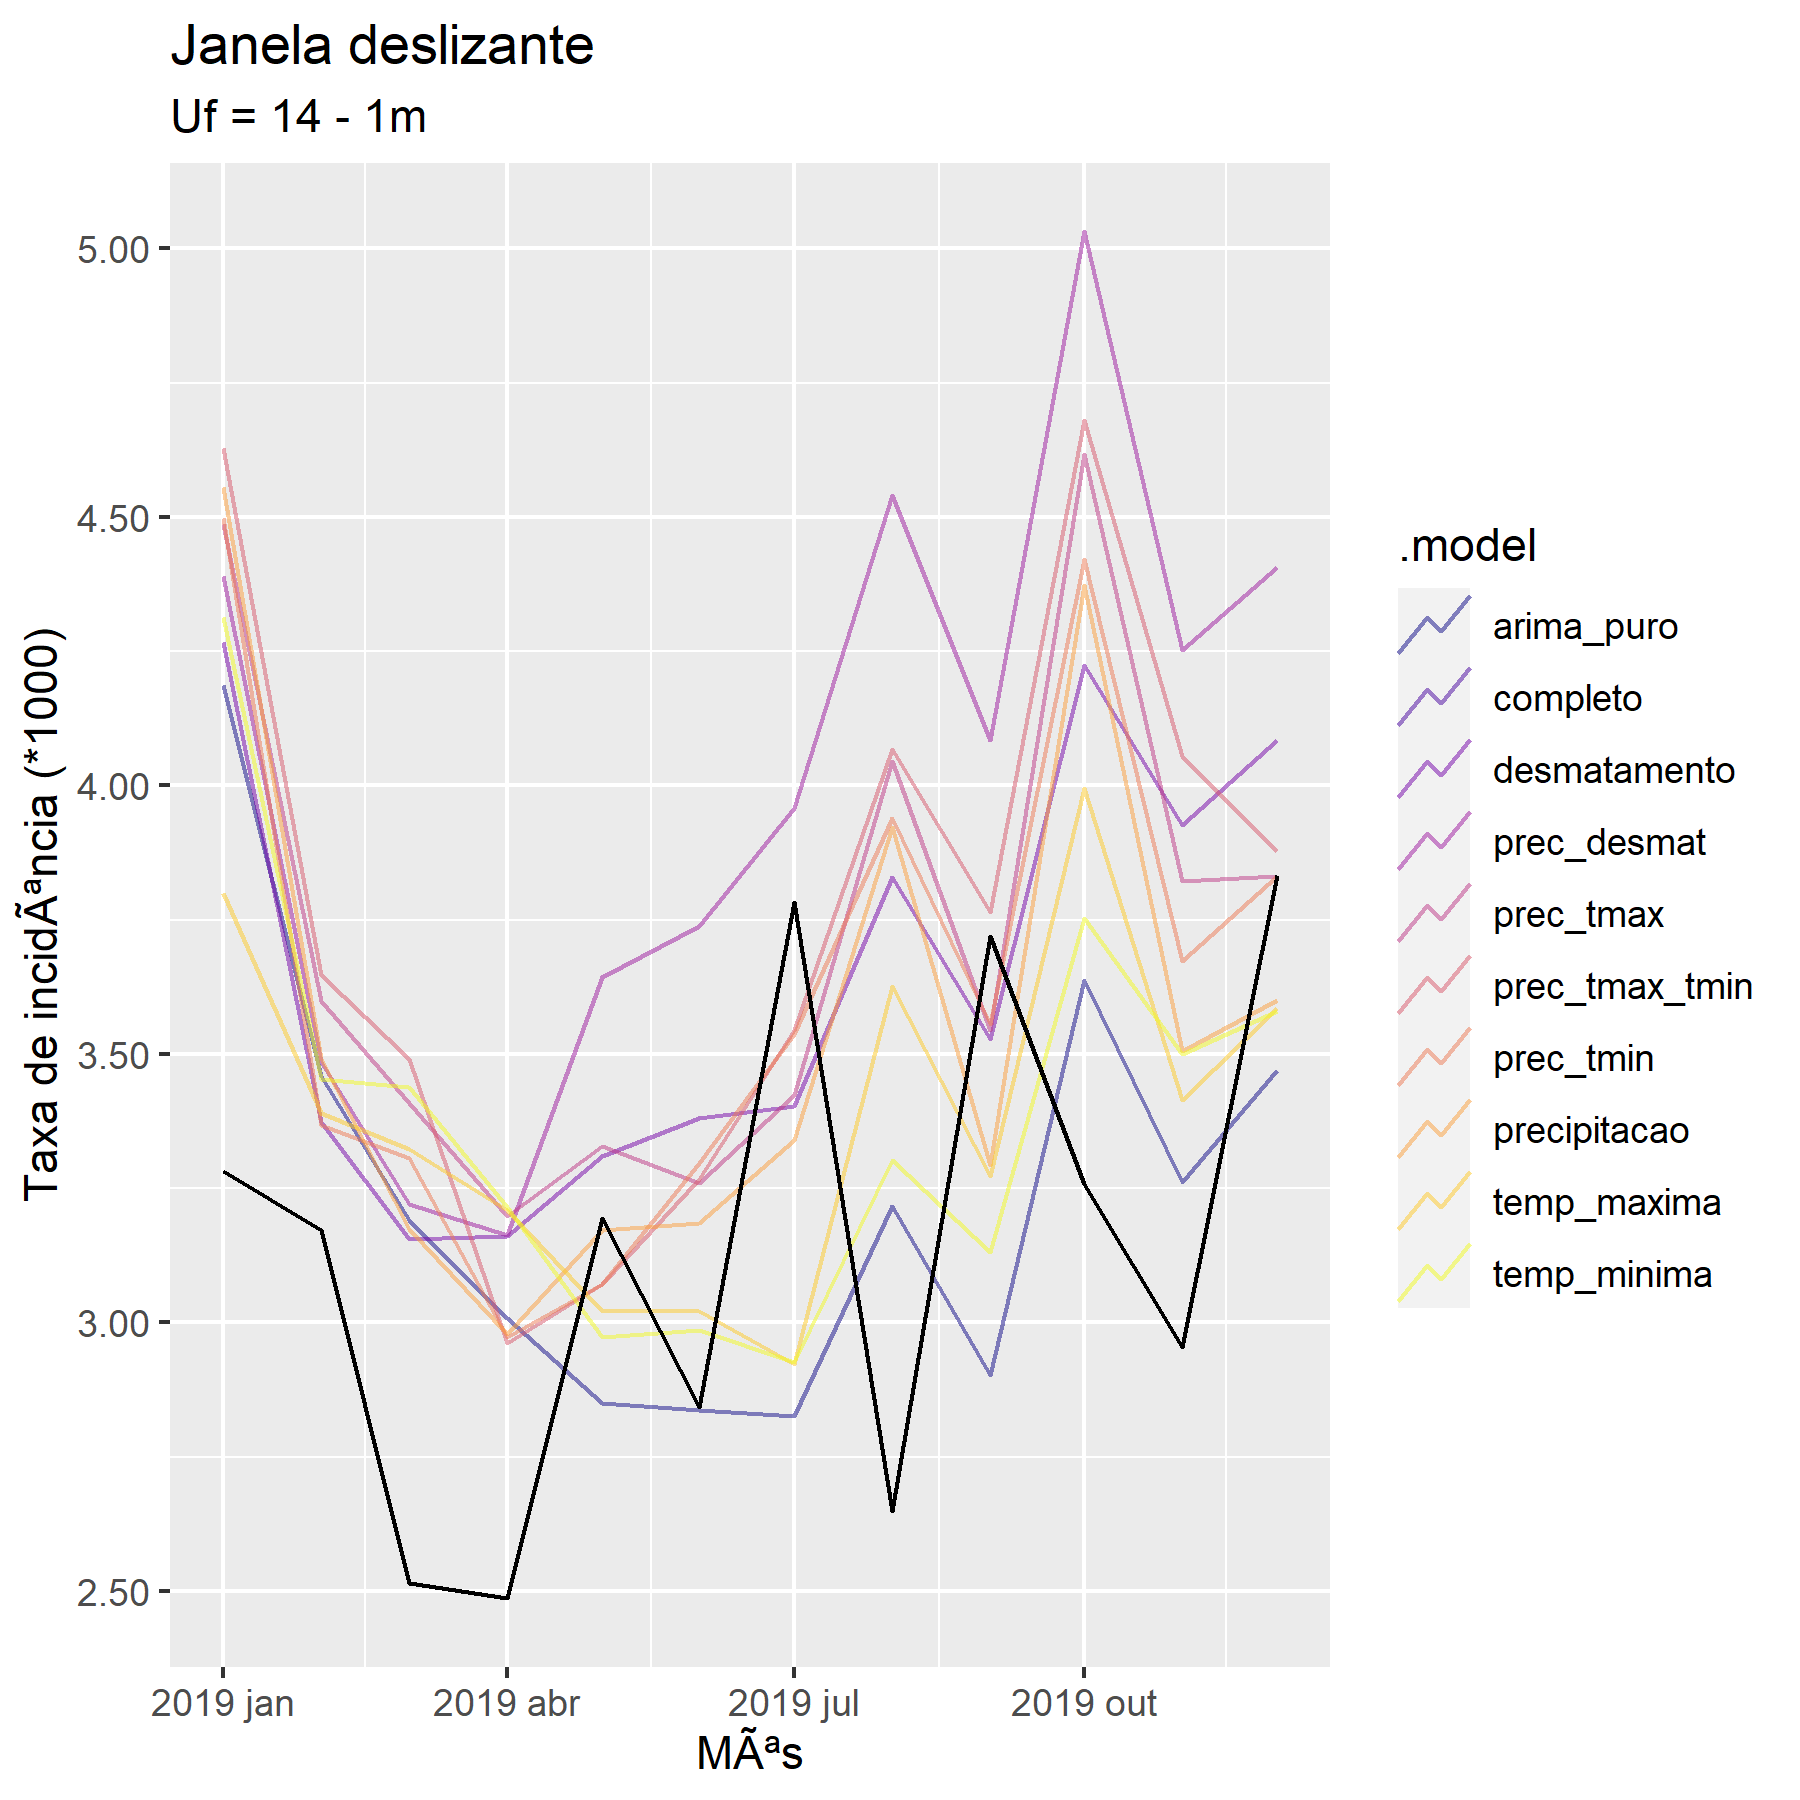 Janela deslizante
Uf = 14 - 1m
Taxa de incidÃªncia (*1000)
5.00
4.50
4.00
3.50
3.00
2.50
2019 jan
2019 abr
2019 jul
2019 out
MÃªs
.model
arima_puro
completo
desmatamento
prec_desmat
prec_tmax
prec_tmax_tmin
prec_tmin
precipitacao
temp_maxima
temp_minima